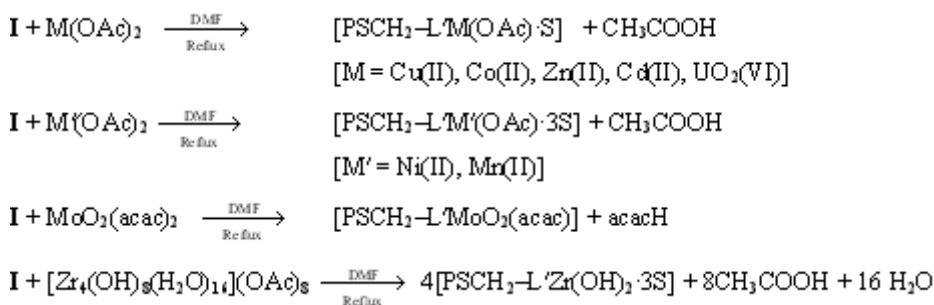 I + M(OAc)₂ DMF Reflux → [PSCH₂–L'M(OAc)·S] + CH₃COOH
[M = Cu(II), Co(II), Zn(II), Cd(II), UO₂(VI)]
I + M'(OAc)₂ DMF Reflux → [PSCH₂–L'M'(OAc)·3S] + CH₃COOH
[M' = Ni(II), Mn(II)]
I + MoO₂(acac)₂ DMF Reflux → [PSCH₂–L'MoO₂(acac)] + acacH
I + [Zr₄(OH)₈(H₂O)₁₆](OAc)₈ DMF Reflux → 4[PSCH₂–L'Zr(OH)₂·3S] + 8CH₃COOH + 16 H₂O